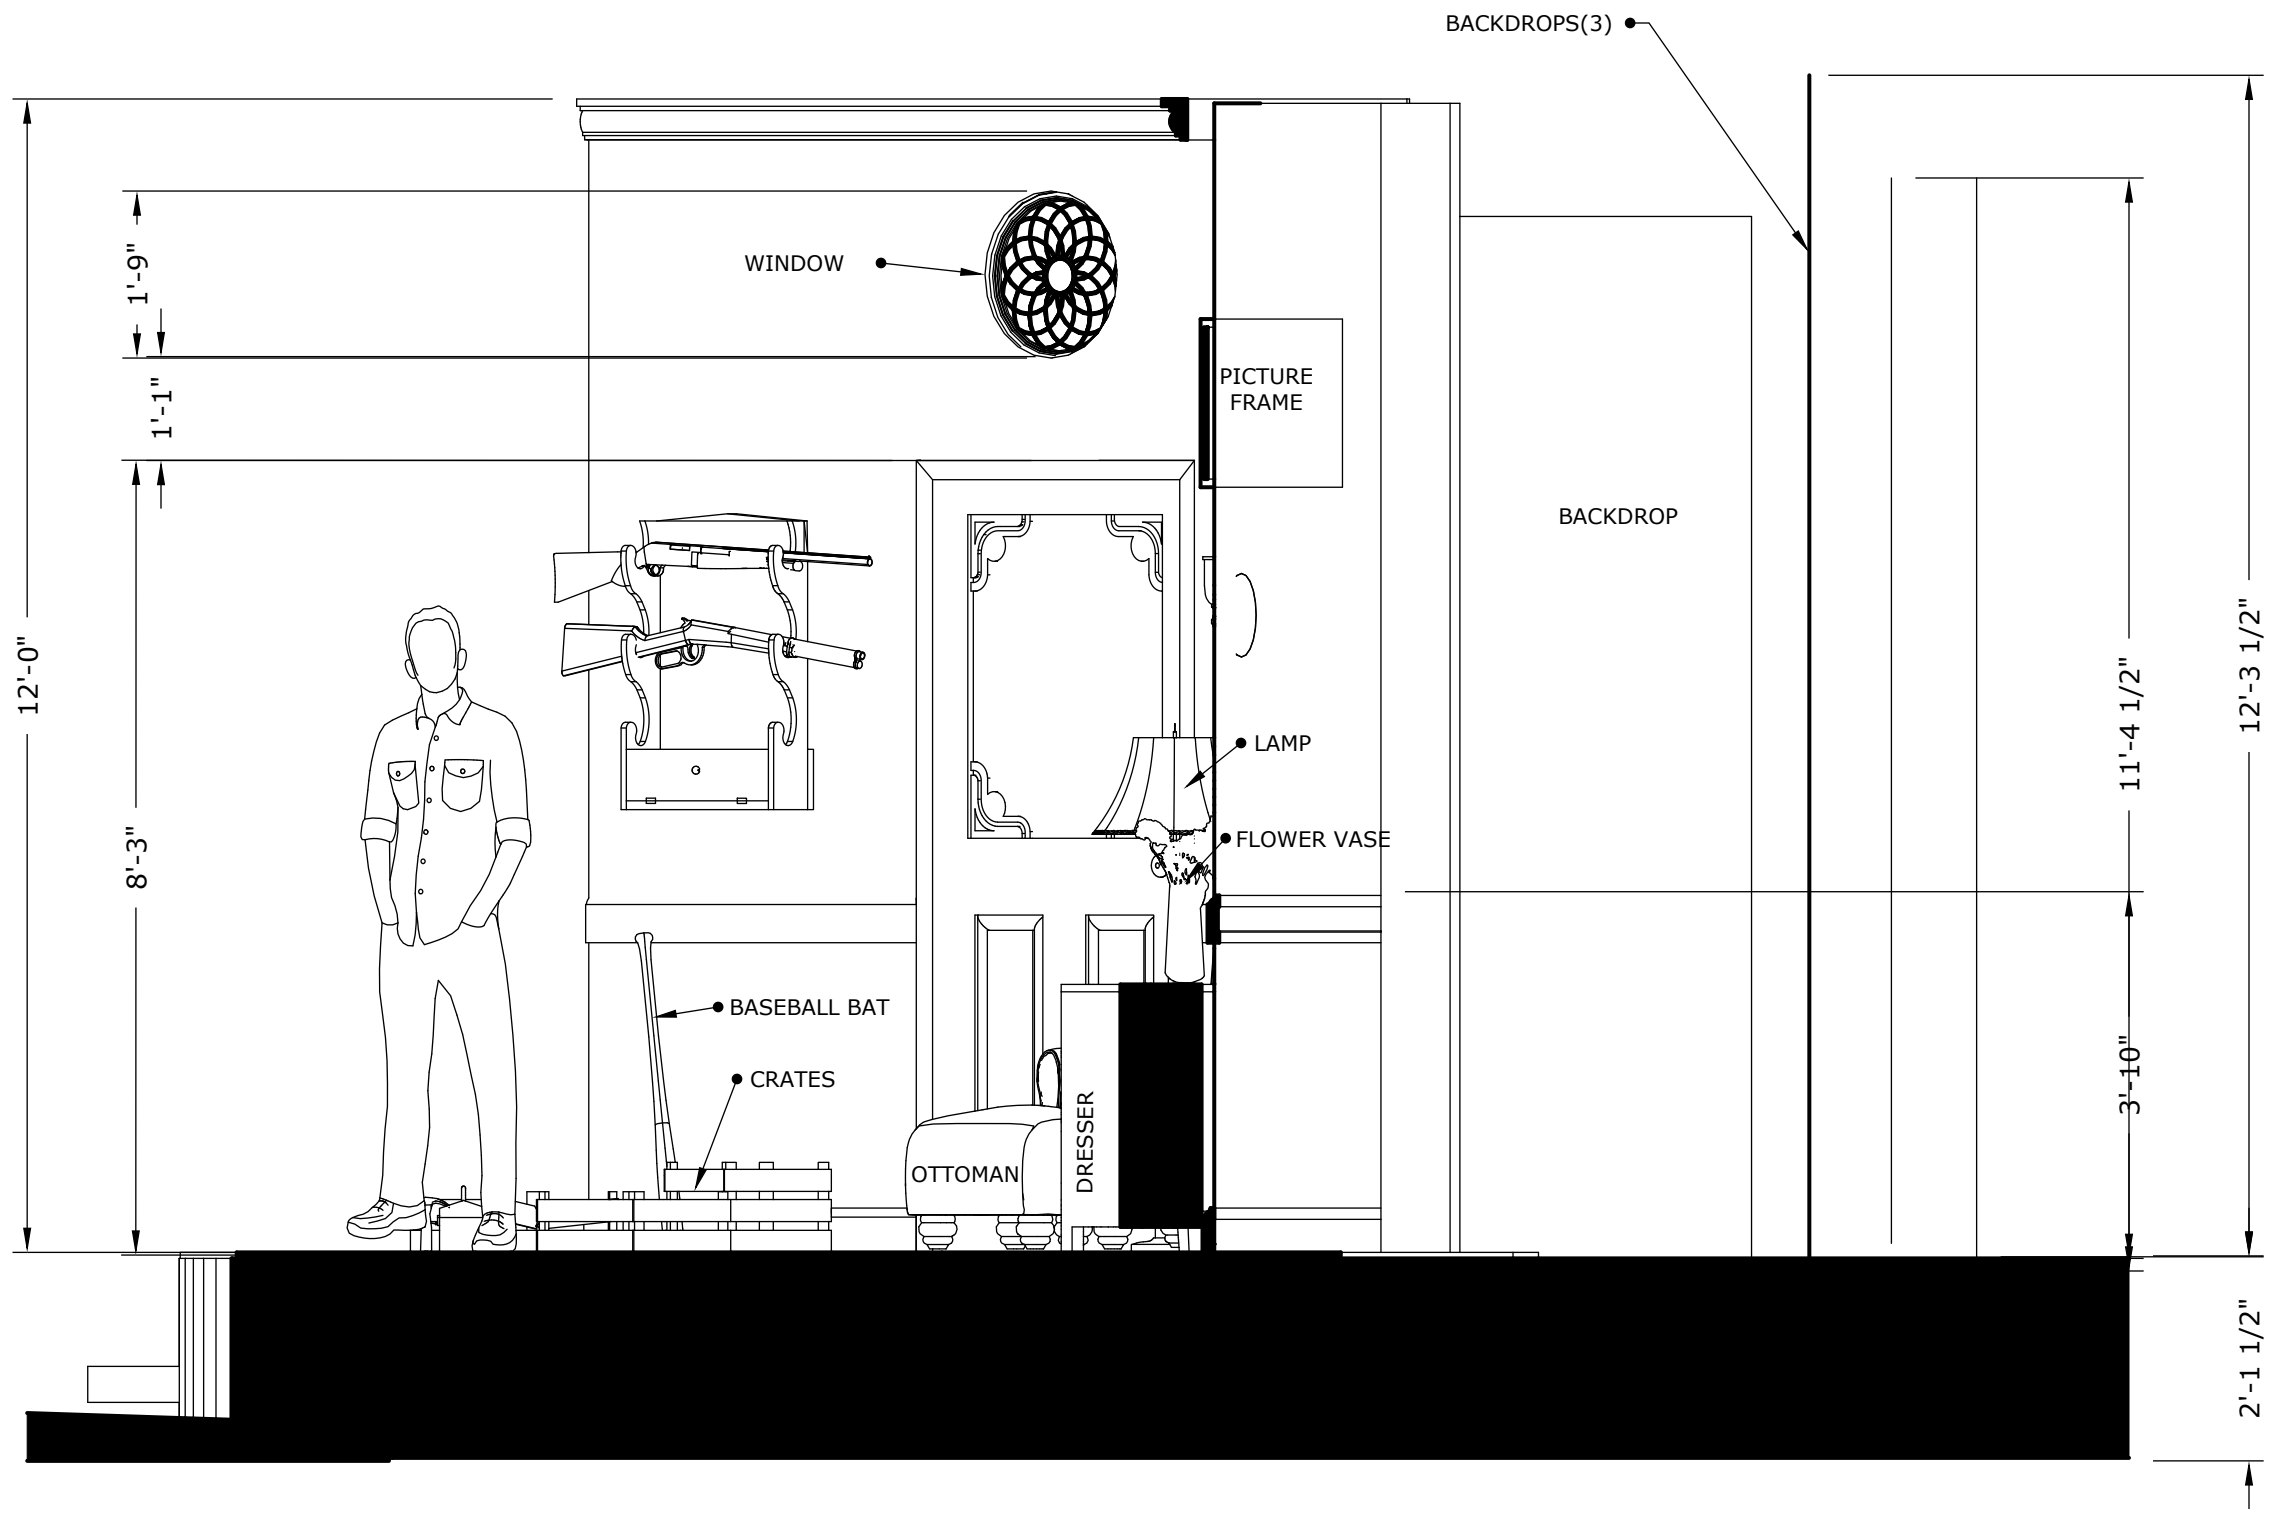 BACKDROPS(3)
WINDOW
1'-9"
1'-1"
PICTURE
FRAME
BACKDROP
12'-0"
12'-3 1/2"
11'-4 1/2"
LAMP
FLOWER VASE
8'-3"
BASEBALL BAT
CRATES
3'-10"
DRESSER
OTTOMAN
2'-1 1/2"